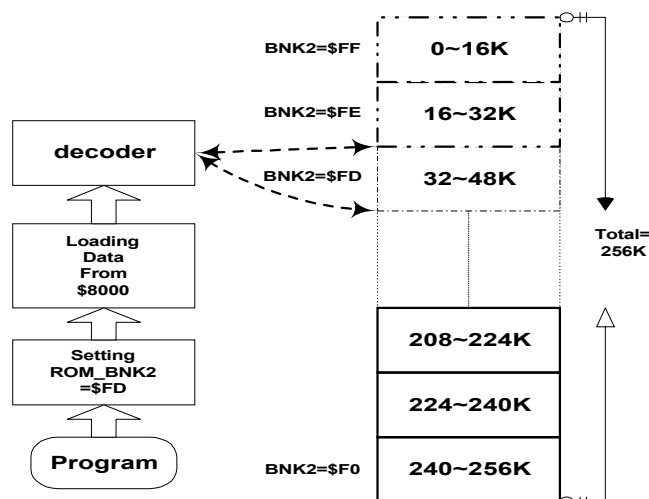 BNK2=$FF
0~16K
BNK2=$FE
16~32K
decoder
BNK2=$FD
32~48K
Loading
Data
From
$8000
Total=
256K
Setting
ROM_BNK2
=$FD
208~224K
224~240K
Program
BNK2=$F0
240~256K